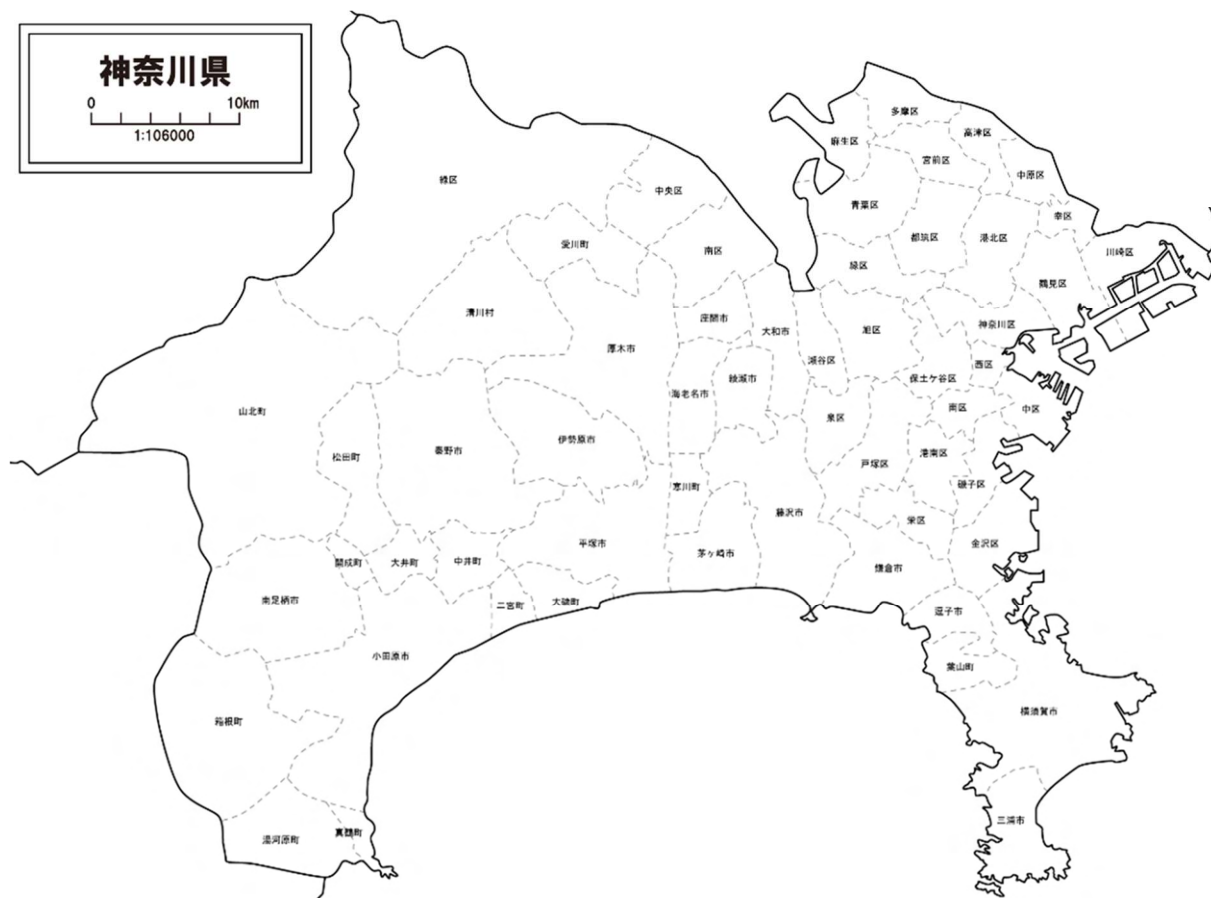 神奈川県
0 10km
1:106000
多摩区
麻生区
高津区
宮前区
中原区
緑区
中央区
青葉区
幸区
都筑区
港北区
愛川町
南区
川崎区
緑区
鶴見区
清川村
座間市
大和市
旭区
神奈川区
厚木市
瀬谷区
西区
綾瀬市
保土ケ谷区
海老名市
南区
中区
山北町
泉区
伊勢原市
秦野市
港南区
松田町
戸塚区
磯子区
寒川町
藤沢市
栄区
平塚市
金沢区
茅ヶ崎市
開成町
大井町
中井町
鎌倉市
南足柄市
二宮町
大磯町
逗子市
小田原市
葉山町
横須賀市
箱根町
三浦市
湯河原町
真鶴町